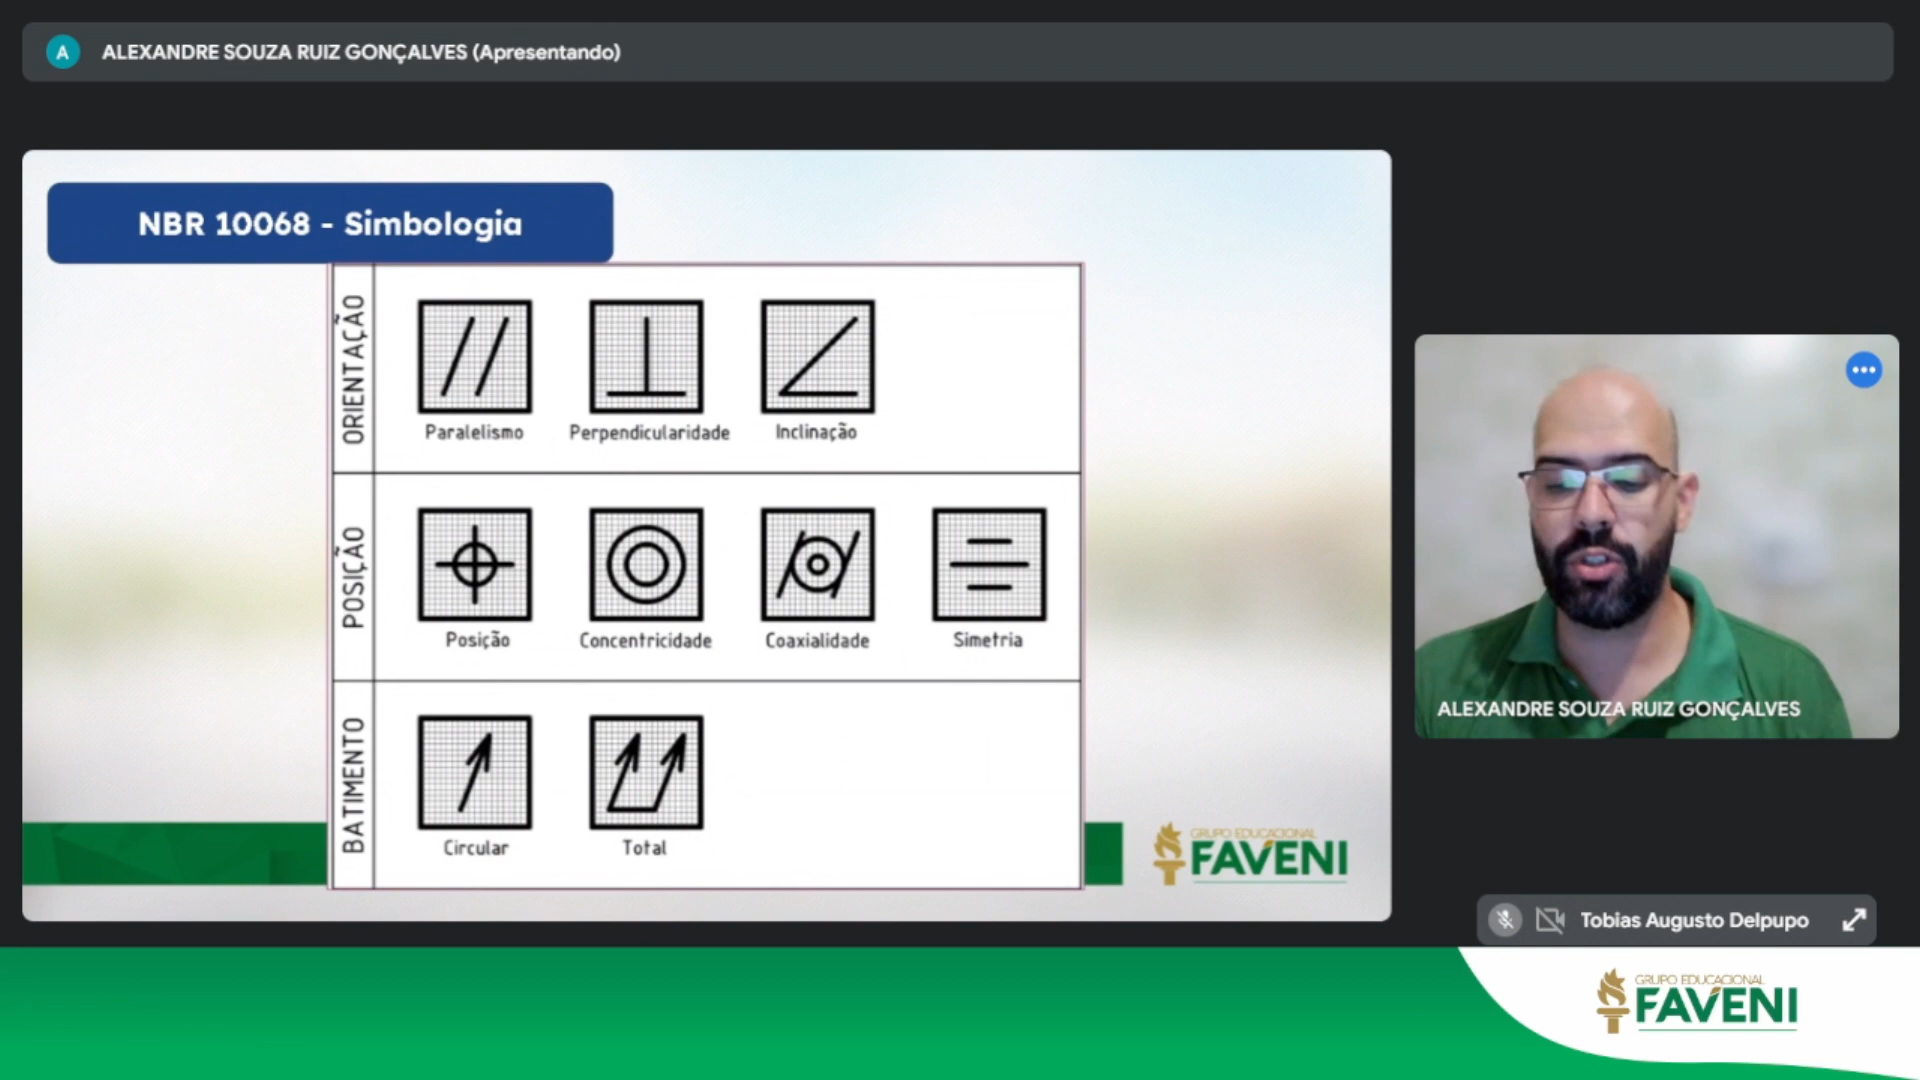 A
ALEXANDRE SOUZA RUIZ GONÇALVES (Apresentando)
NBR 10068 - Simbologia
ORIENTAÇÃO
Paralelismo
Perpendicularidade
Inclinação
POSIÇÃO
Posição
Concentricidade
Coaxialidade
Simetria
BATIMENTO
Circular
Total
GRUPO EDUCACIONAL
FAVENI
ALEXANDRE SOUZA RUIZ GONÇALVES
Tobias Augusto Delpupo
GRUPO EDUCACIONAL
FAVENI